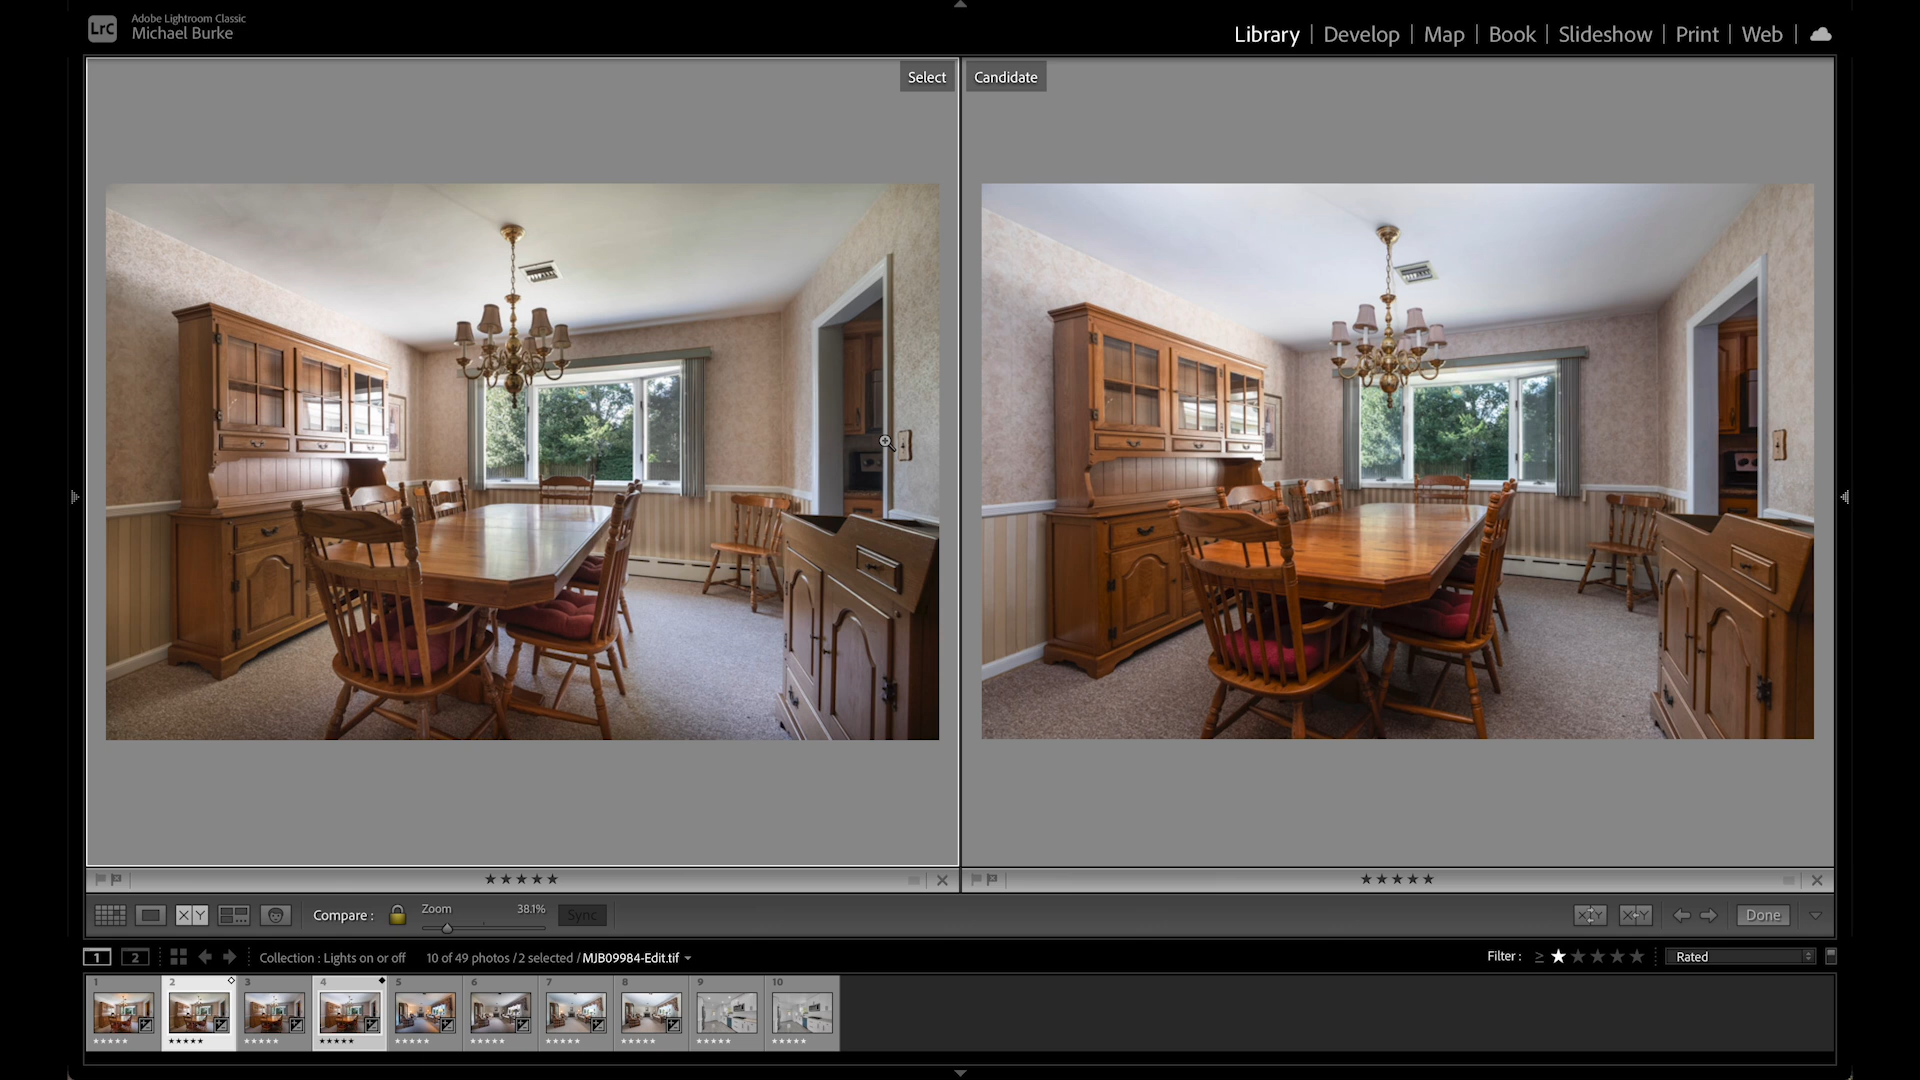 LrC
Adobe Lightroom Classic
Michael Burke
Library | Develop | Map | Book | Slideshow | Print | Web |
Select
Candidate
X Y
Compare :
Zoom
38.1%
Sync
X Y
X Y
Done
1
2
Collection : Lights on or off
10 of 49 photos / 2 selected / MJB09984-Edit.tif
Filter :
≥
Rated
1
2
3
4
5
6
7
8
9
10